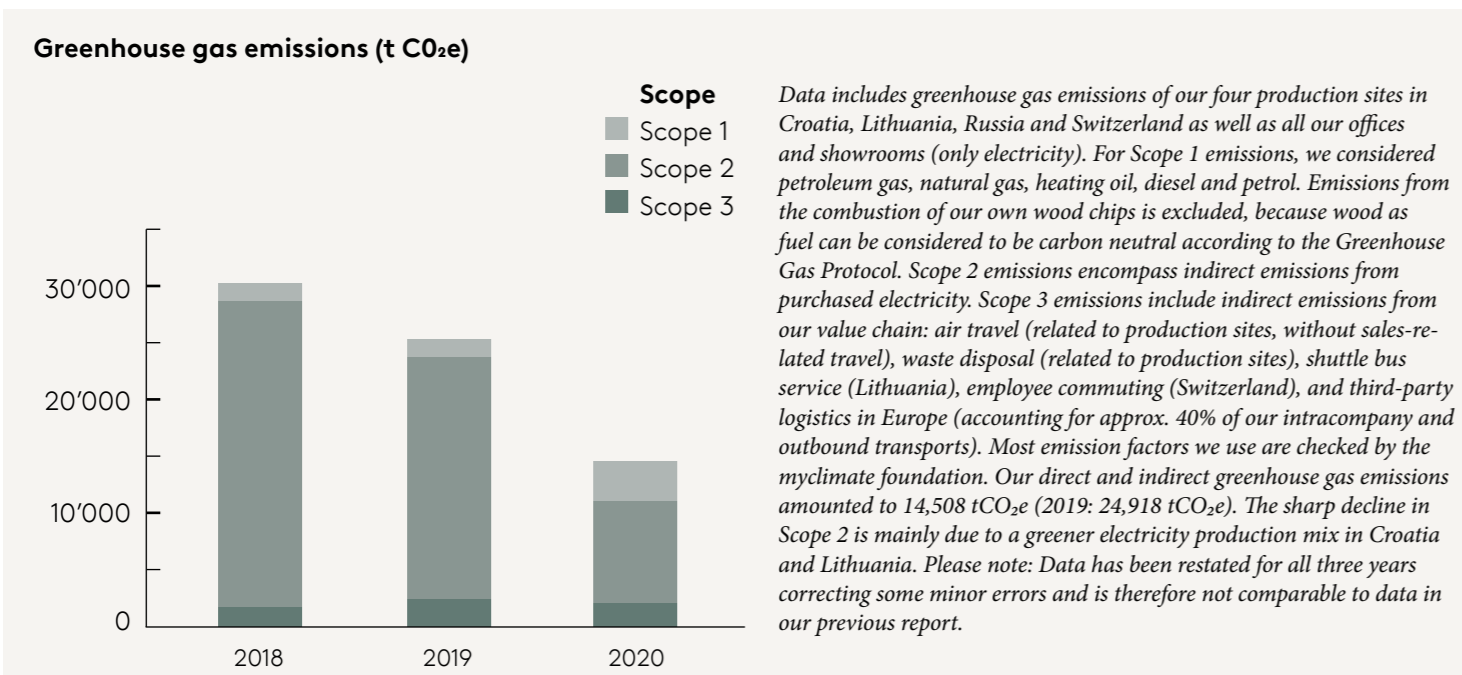 Greenhouse gas emissions (t C0₂e)
Scope
Scope 1
Scope 2
Scope 3
30’000
20’000
10’000
0
2018
2019
2020
Data includes greenhouse gas emissions of our four production sites in
Croatia, Lithuania, Russia and Switzerland as well as all our offices
and showrooms (only electricity). For Scope 1 emissions, we considered
petroleum gas, natural gas, heating oil, diesel and petrol. Emissions from
the combustion of our own wood chips is excluded, because wood as
fuel can be considered to be carbon neutral according to the Greenhouse
Gas Protocol. Scope 2 emissions encompass indirect emissions from
purchased electricity. Scope 3 emissions include indirect emissions from
our value chain: air travel (related to production sites, without sales-re-
lated travel), waste disposal (related to production sites), shuttle bus
service (Lithuania), employee commuting (Switzerland), and third-party
logistics in Europe (accounting for approx. 40% of our intracompany and
outbound transports). Most emission factors we use are checked by the
myclimate foundation. Our direct and indirect greenhouse gas emissions
amounted to 14,508 tCO₂e (2019: 24,918 tCO₂e). The sharp decline in
Scope 2 is mainly due to a greener electricity production mix in Croatia
and Lithuania. Please note: Data has been restated for all three years
correcting some minor errors and is therefore not comparable to data in
our previous report.